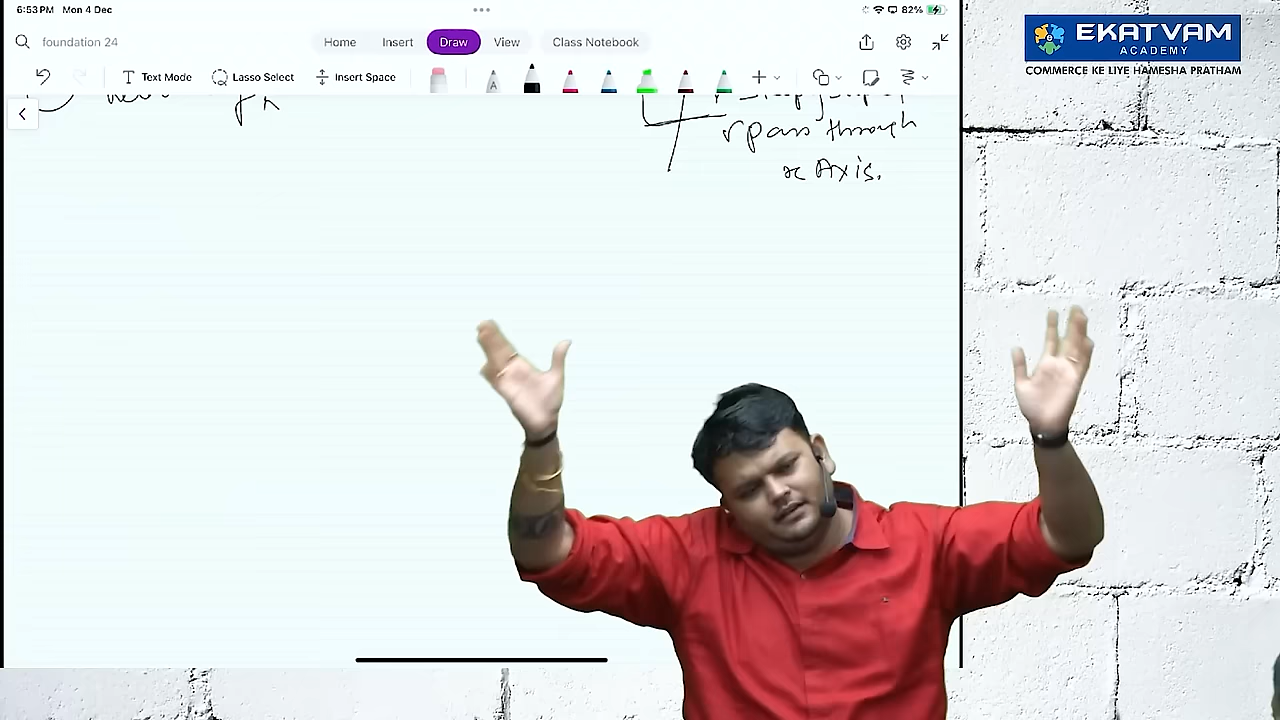 6:53 PM Mon 4 Dec
82%
EKATVAM
ACADEMY
COMMERCE KE LIYE HAMESHA PRATHAM
foundation 24
Home Insert Draw View Class Notebook
Text Mode Lasso Select Insert Space
A
pass through
x Axis.